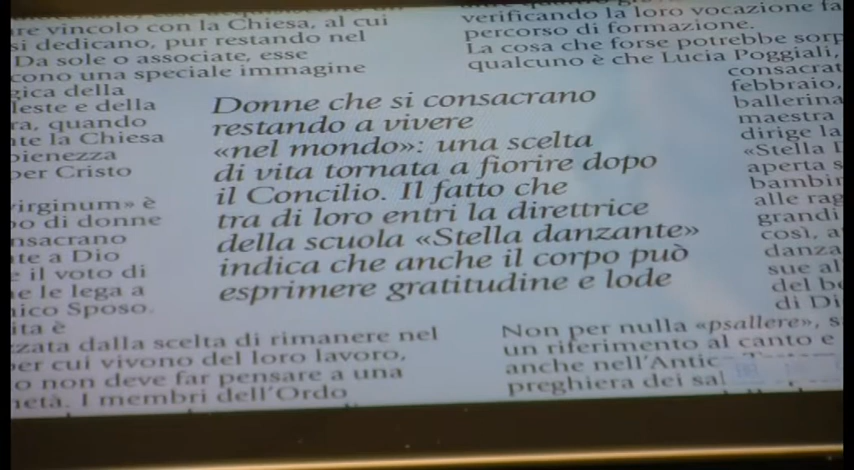 re vincolo con la Chiesa, al cui
si dedicano, pur restando nel
Da sole o associate, esse
cono una speciale immagine
gica della
leste e della
ra, quando
te la Chiesa
pienezza
per Cristo
virginum» è
po di donne
nsacrano
te a Dio
e il voto di
e le lega a
nico Sposo.
ità è
zzata dalla scelta di rimanere nel
per cui vivono del loro lavoro,
o non deve far pensare a una
età. I membri dell'Ordo
Donne che si consacrano
restando a vivere
«nel mondo»: una scelta
di vita tornata a fiorire dopo
il Concilio. Il fatto che
tra di loro entri la direttrice
della scuola «Stella danzante»
indica che anche il corpo può
esprimere gratitudine e lode
verificando la loro vocazione
percorso di formazione.
La cosa che forse potrebbe sorp
qualcuno è che Lucia Poggiali,
consacrat
febbraio,
ballerina
maestra
dirige la
«Stella
aperta s
bambin
alle rag
grandi
così, a
danza
sue al
del be
di Di
Non per nulla «psallere», s
un riferimento al canto e
anche nell'Antic
preghiera dei sal